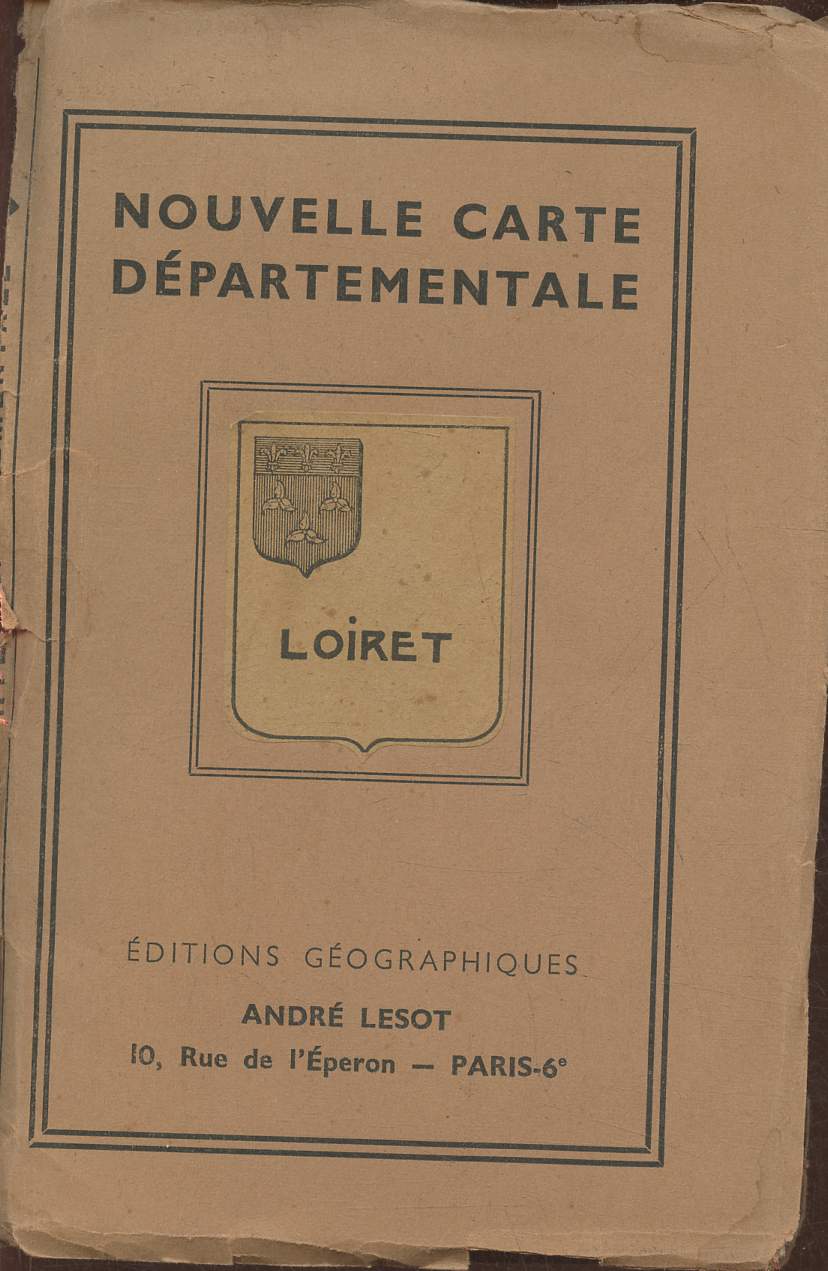 NOUVELLE CARTE
DÉPARTEMENTALE
LOIRET
ÉDITIONS GÉOGRAPHIQUES
ANDRÉ LESOT
10, Rue de l'Éperon — PARIS-6e